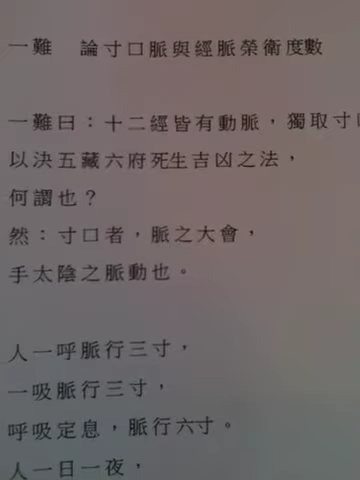 一難　論寸口脈與經脈榮衛度數
一難曰：十二經皆有動脈，獨取寸
以決五藏六府死生吉凶之法，
何謂也？
然：寸口者，脈之大會，
手太陰之脈動也。
人一呼脈行三寸，
一吸脈行三寸，
呼吸定息，脈行六寸。
人一日一夜，